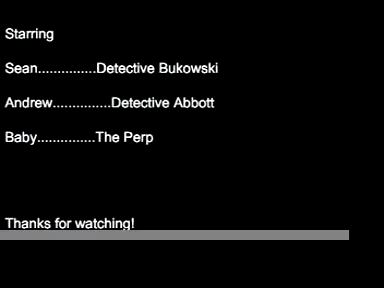 Starring
Sean...............Detective Bukowski
Andrew...............Detective Abbott
Baby...............The Perp
Thanks for watching!